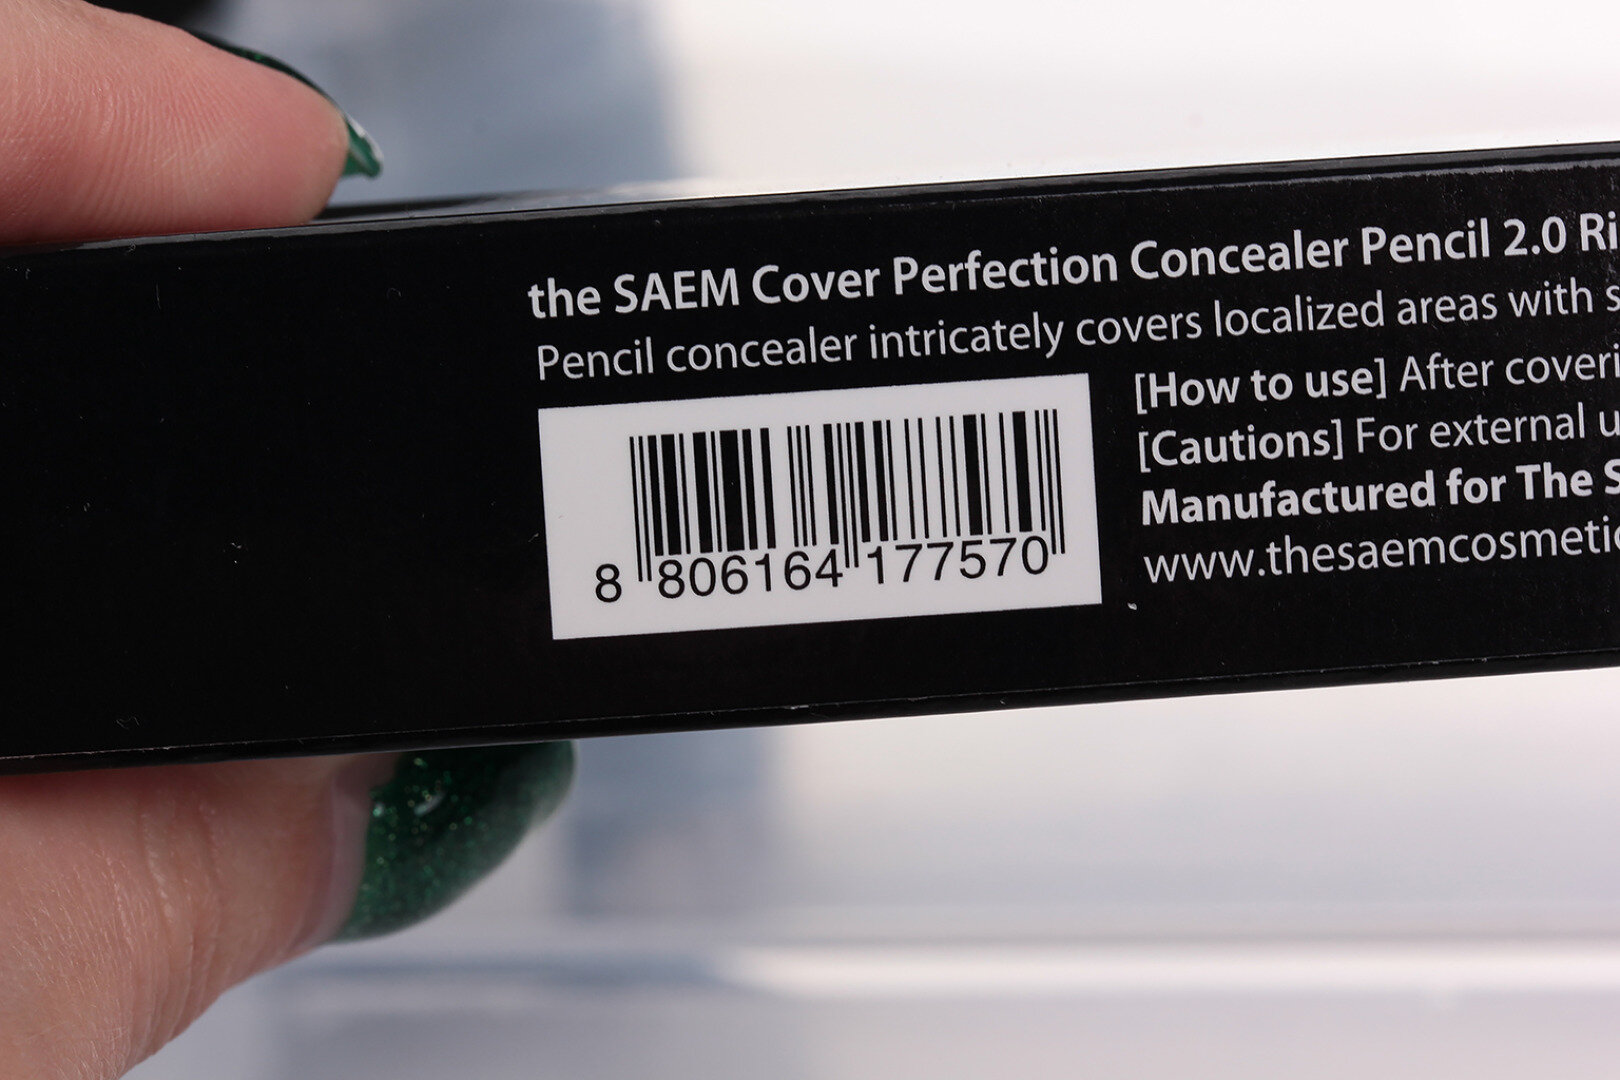 the SAEM Cover Perfection Concealer Pencil 2.0
Pencil concealer intricately covers localized areas with
[How to use] After
[Cautions] For external
Manufactured for The
8 806164 177570